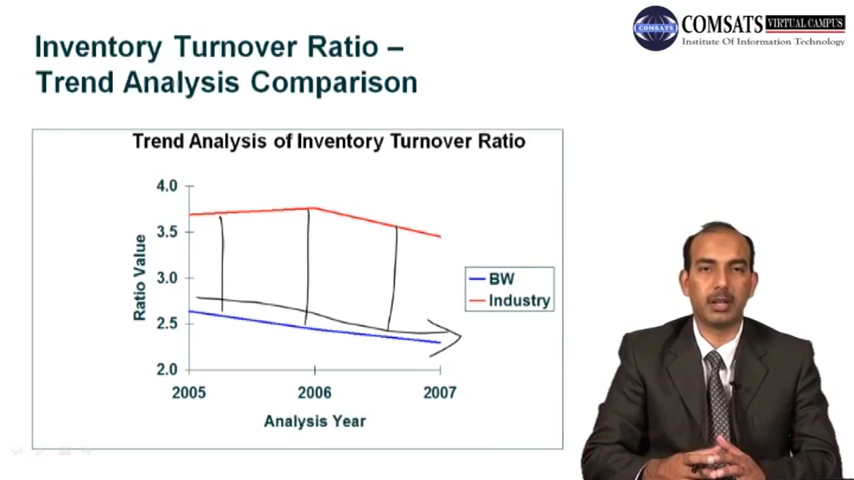 COMSATS
COMSATS VIRTUAL CAMPUS
Institute Of Information Technology
Inventory Turnover Ratio –
Trend Analysis Comparison
Trend Analysis of Inventory Turnover Ratio
4.0
3.5
3.0
2.5
2.0
Ratio Value
2005 2006 2007
Analysis Year
BW
Industry